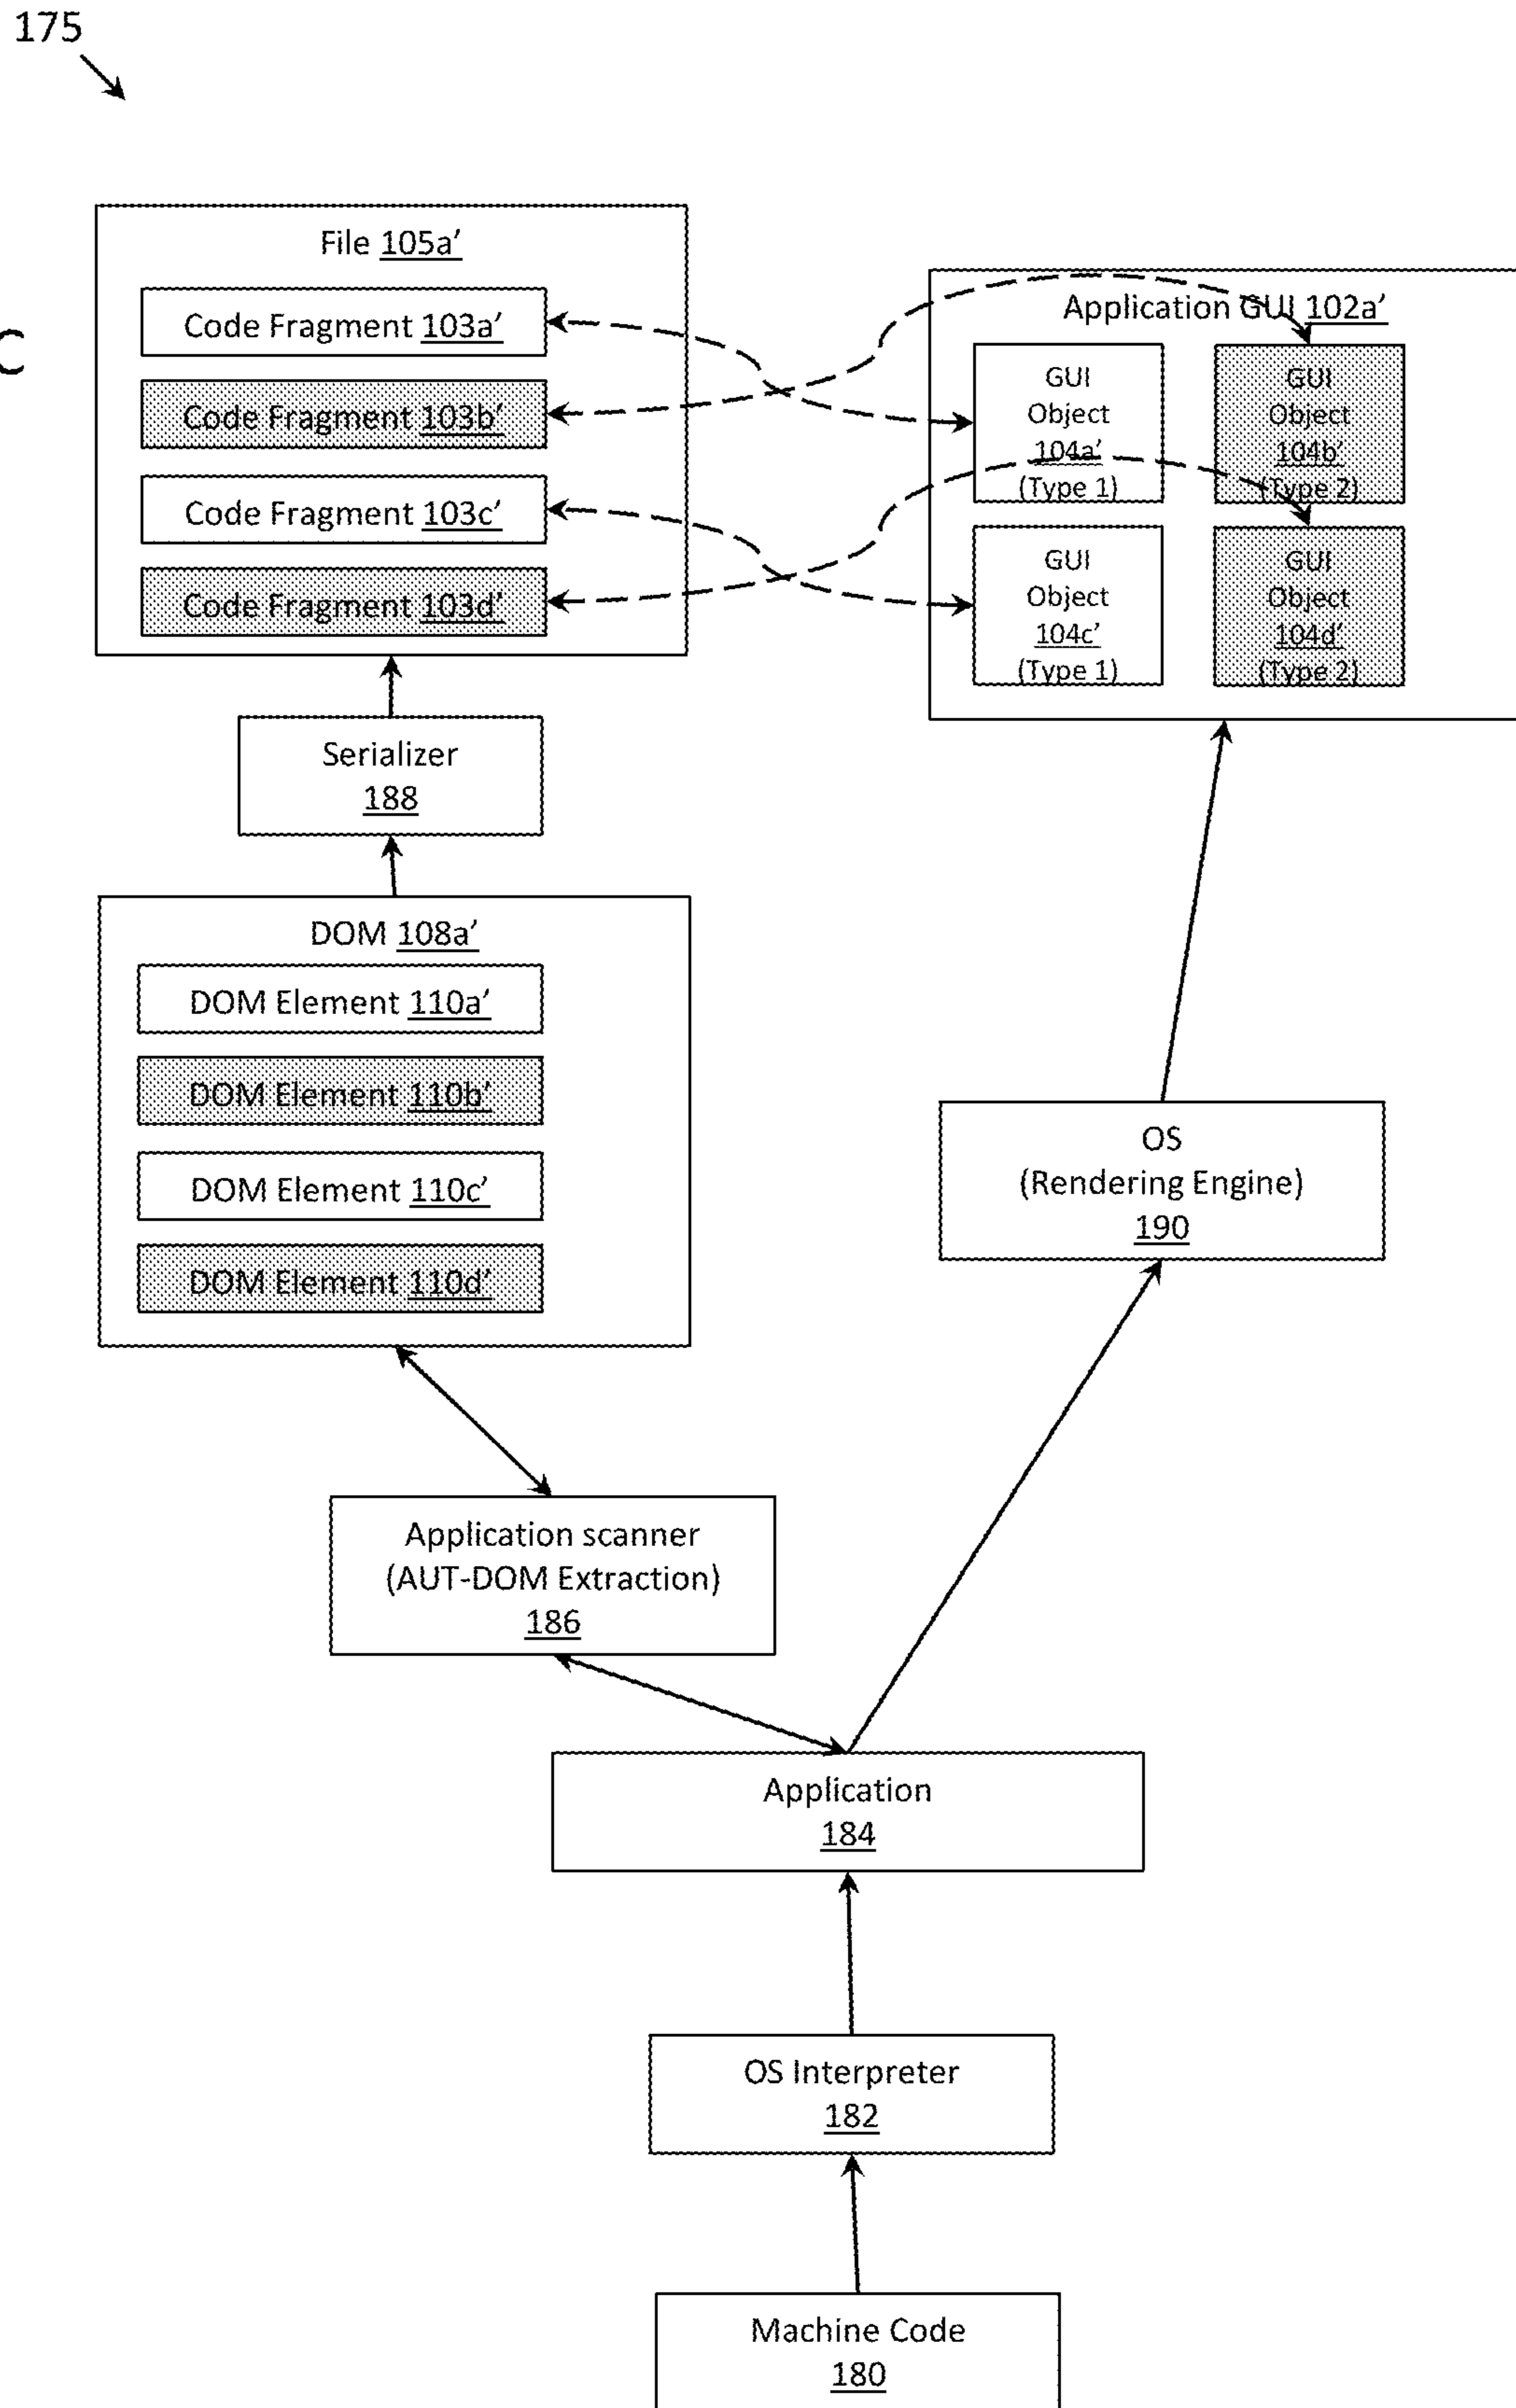 175
File 105a’
C
Code Fragment 103a’
Code Fragment 103b’
Code Fragment 103c’
Code Fragment 103d’
Application GUI 102a’
GUI
Object
104a’
(Type 1)
GUI
Object
104b’
(Type 2)
GUI
Object
104c’
(Type 1)
GUI
Object
104d’
(Type 2)
Serializer
188
DOM 108a’
DOM Element 110a’
DOM Element 110b’
DOM Element 110c’
DOM Element 110d’
OS
(Rendering Engine)
190
Application scanner
(AUT-DOM Extraction)
186
Application
184
OS Interpreter
182
Machine Code
180